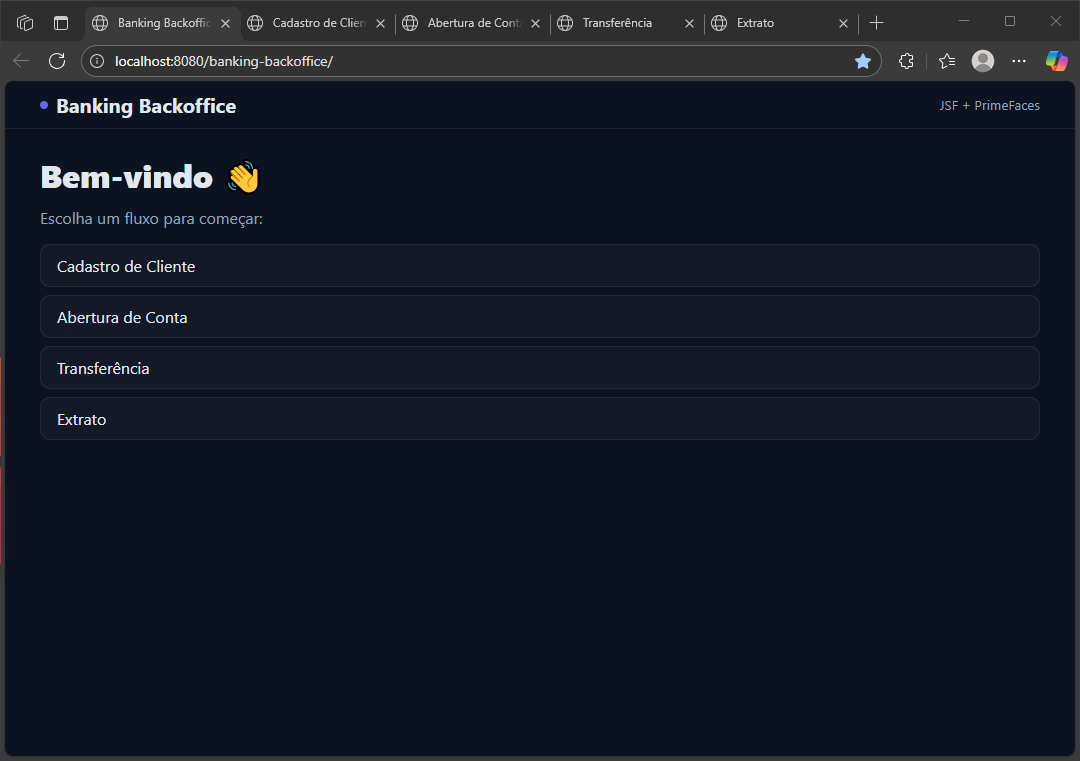 Banking Backoffic
Cadastro de Clien
Abertura de Cont
Transferência
Extrato
localhost:8080/banking-backoffice/
Banking Backoffice
JSF + PrimeFaces
Bem-vindo 👋
Escolha um fluxo para começar:
Cadastro de Cliente
Abertura de Conta
Transferência
Extrato